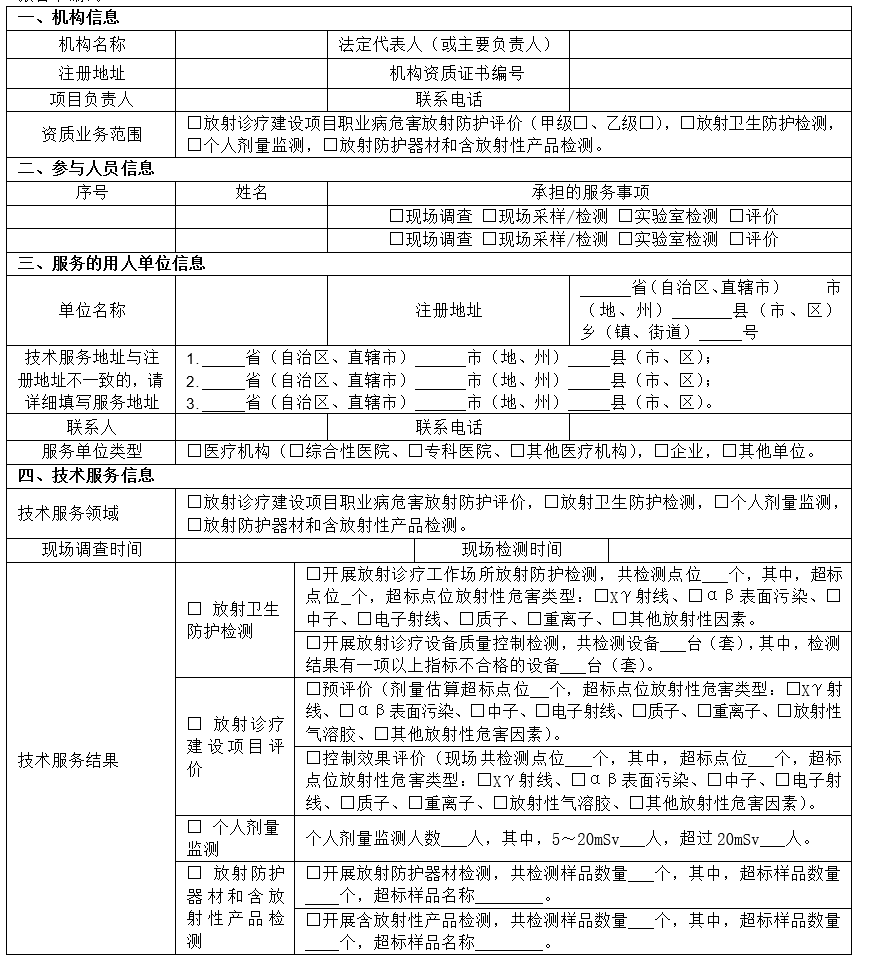 一、机构信息
机构名称 法定代表人（或主要负责人）
注册地址 机构资质证书编号
项目负责人 联系电话
资质业务范围
□放射诊疗建设项目职业病危害放射防护评价（甲级□、乙级□），□放射卫生防护检测，
□个人剂量监测，□放射防护器材和含放射性产品检测。
二、参与人员信息
序号 姓名 承担的服务事项
□现场调查 □现场采样/检测 □实验室检测 □评价
□现场调查 □现场采样/检测 □实验室检测 □评价
三、服务的用人单位信息
单位名称 注册地址
______省（自治区、直辖市） 市
（地、州）_______县（市、区）
乡（镇、街道）_____号
技术服务地址与注
册地址不一致的，请
详细填写服务地址
1._____省（自治区、直辖市）______市（地、州）_____县（市、区）；
2._____省（自治区、直辖市）______市（地、州）_____县（市、区）；
3._____省（自治区、直辖市）______市（地、州）_____县（市、区）。
联系人 联系电话
服务单位类型 □医疗机构（□综合性医院、□专科医院、□其他医疗机构），□企业，□其他单位。
四、技术服务信息
技术服务领域
□放射诊疗建设项目职业病危害放射防护评价，□放射卫生防护检测，□个人剂量监测，
□放射防护器材和含放射性产品检测。
现场调查时间 现场检测时间
技术服务结果
□ 放射卫生
防护检测
□开展放射诊疗工作场所放射防护检测，共检测点位___个，其中，超标
点位_个，超标点位放射性危害类型：□Xγ射线、□αβ表面污染、□
中子、□电子射线、□质子、□重离子、□其他放射性因素。
□开展放射诊疗设备质量控制检测，共检测设备___台（套），其中，检测
结果有一项以上指标不合格的设备___台（套）。
□ 放射诊疗
建设项目评
价
□预评价（剂量估算超标点位__个，超标点位放射性危害类型：□Xγ射
线、□αβ表面污染、□中子、□电子射线、□质子、□重离子、□放射性
气溶胶、□其他放射性危害因素）。
□控制效果评价（现场共检测点位___个，其中，超标点位___个，超标
点位放射性危害类型：□Xγ射线、□αβ表面污染、□中子、□电子射
线、□质子、□重离子、□放射性气溶胶、□其他放射性危害因素）。
□ 个人剂量
监测
个人剂量监测人数___人，其中，5～20mSv___人，超过20mSv___人。
□ 放射防护
器材和含放
射性产品检
测
□开展放射防护器材检测，共检测样品数量___个，其中，超标样品数量
____个，超标样品名称________。
□开展含放射性产品检测，共检测样品数量___个，其中，超标样品数量
____个，超标样品名称________。